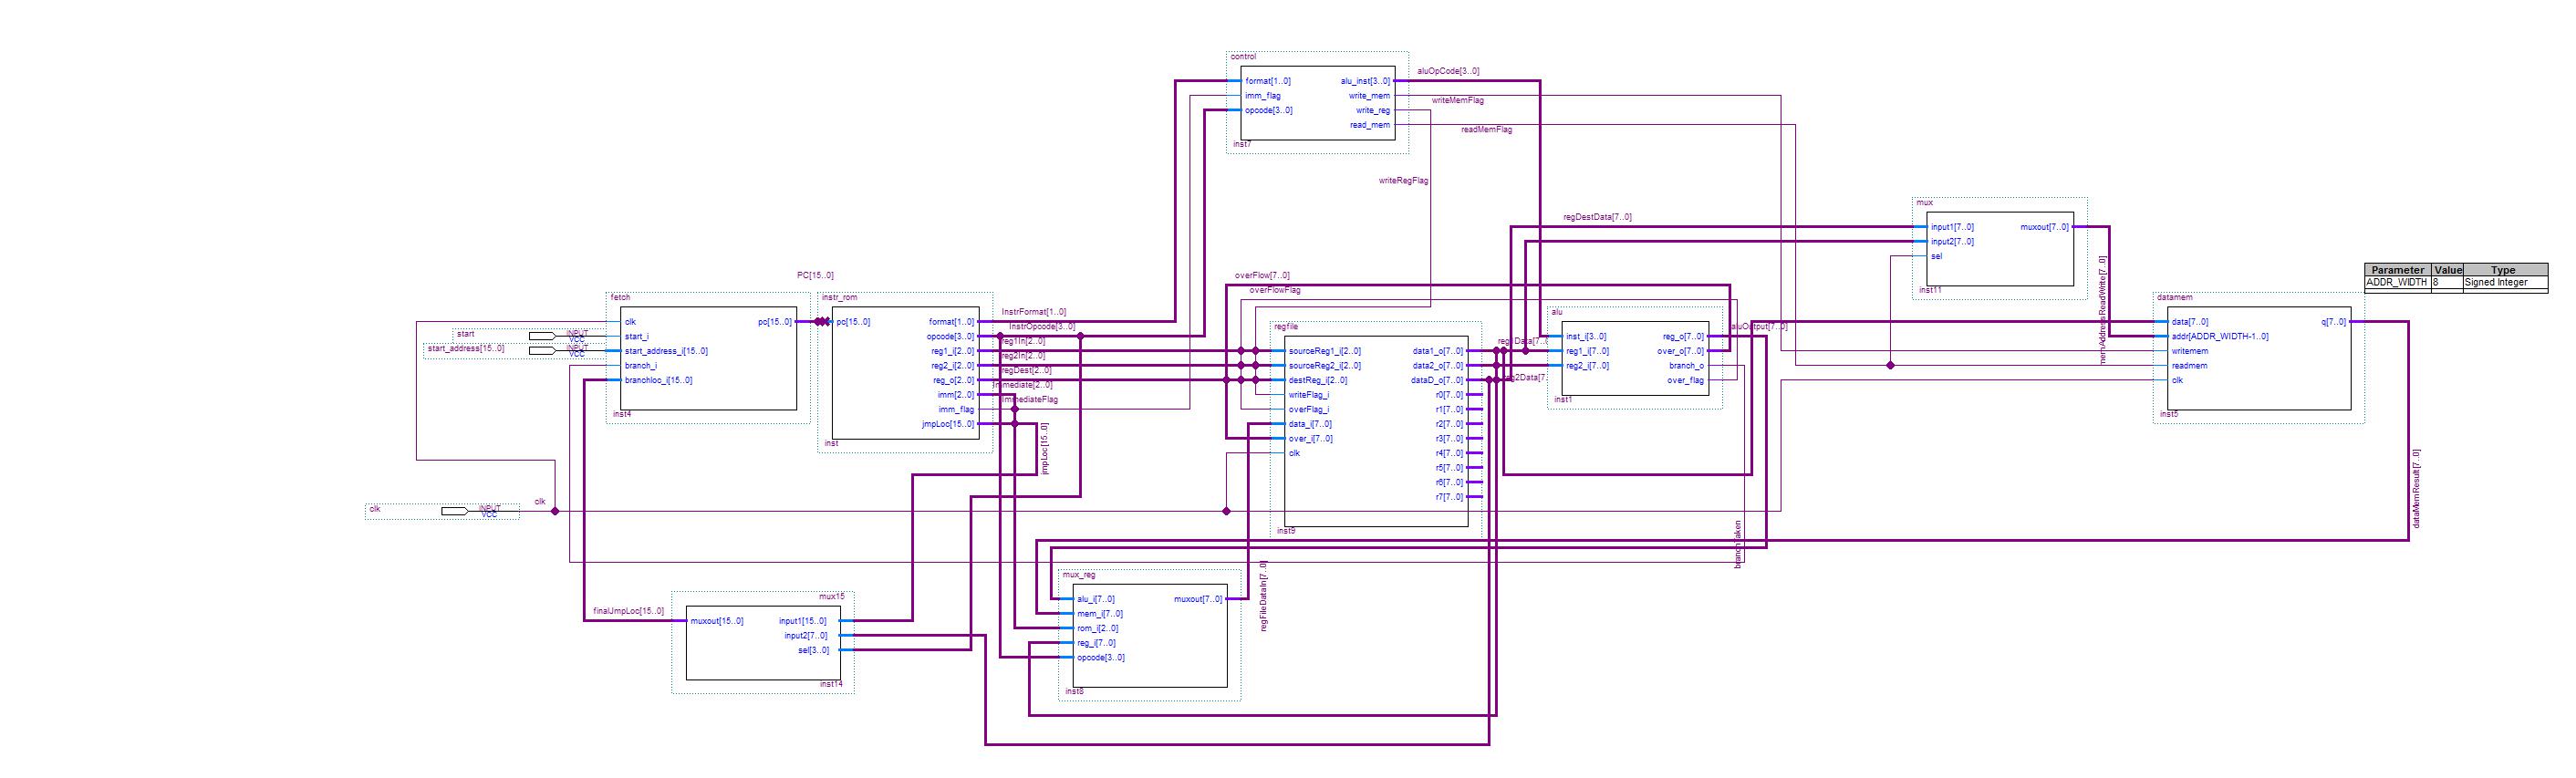 control
format[1..0]
imm_flag
opcode[3..0]
alu_inst[3..0]
write_mem
write_reg
read_mem
inst7
aluOpCode[3..0]
writeMemFlag
readMemFlag
writeRegFlag
regDestData[7..0]
mux
input1[7..0]
input2[7..0]
sel
muxout[7..0]
inst11
memAddressReadWrite[7..0]
Parameter Value Type
ADDR_WIDTH 8 Signed Integer
PC[15..0]
fetch
clk
start_i
start_address_i[15..0]
branch_i
branchloc_i[15..0]
pc[15..0]
inst4
start
INPUT
VCC
start_address[15..0]
INPUT
VCC
instr_rom
pc[15..0]
format[1..0]
opcode[3..0]
reg1_i[2..0]
reg2_i[2..0]
reg_o[2..0]
imm[2..0]
imm_flag
jmpLoc[15..0]
inst
InstrFormat[1..0]
InstrOpcode[3..0]
reg1In[2..0]
reg2In[2..0]
regDest[2..0]
Immediate[2..0]
ImmediateFlag
jmpLoc[15..0]
overFlow[7..0]
overFlowFlag
regfile
sourceReg1_i[2..0]
sourceReg2_i[2..0]
destReg_i[2..0]
writeFlag_i
overFlag_i
data_i[7..0]
over_i[7..0]
clk
data1_o[7..0]
data2_o[7..0]
dataD_o[7..0]
r0[7..0]
r1[7..0]
r2[7..0]
r3[7..0]
r4[7..0]
r5[7..0]
r6[7..0]
r7[7..0]
inst9
alu
inst_i[3..0]
reg1_i[7..0]
reg2_i[7..0]
reg_o[7..0]
over_o[7..0]
branch_o
over_flag
inst1
aluOutput[7..0]
datamem
data[7..0]
addr[ADDR_WIDTH-1..0]
writemem
readmem
clk
q[7..0]
inst5
dataMemResult[7..0]
clk
INPUT
VCC
clk
finalJmpLoc[15..0]
mux15
muxout[15..0]
input1[15..0]
input2[7..0]
sel[3..0]
inst14
mux_reg
alu_i[7..0]
mem_i[7..0]
rom_i[2..0]
reg_i[7..0]
opcode[3..0]
muxout[7..0]
inst8
regFileDataIn[7..0]